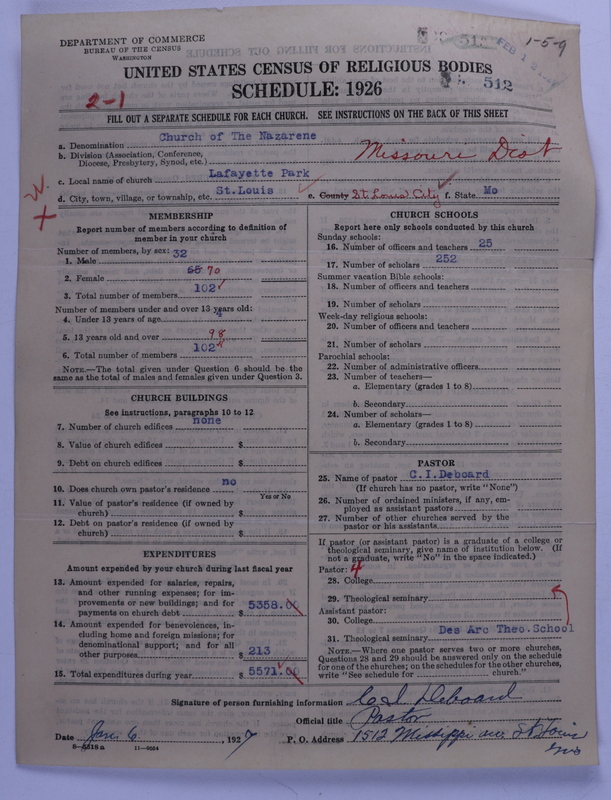 DEPARTMENT OF COMMERCE
BUREAU OF THE CENSUS
WASHINGTON
512
FEB
1-5-9
UNITED STATES CENSUS OF RELIGIOUS BODIES
SCHEDULE: 1926
512
2-1
FILL OUT A SEPARATE SCHEDULE FOR EACH CHURCH. SEE INSTRUCTIONS ON THE BACK OF THIS SHEET
a. Denomination Church of The Nazarene
b. Division (Association, Conference, Diocese, Presbytery, Synod, etc.) Missouri Dist
c. Local name of church Lafayette Park
d. City, town, village, or township, etc. St.Louis e. County St Louis City f. State Mo
W.
X
MEMBERSHIP
Report number of members according to definition of member in your church
Number of members, by sex:
1. Male 32
2. Female 65 70
3. Total number of members 102
Number of members under and over 13 years old:
4. Under 13 years of age 4
5. 13 years old and over 98
6. Total number of members 102
NOTE.—The total given under Question 6 should be the same as the total of males and females given under Question 3.
CHURCH BUILDINGS
See instructions, paragraphs 10 to 12
7. Number of church edifices none
8. Value of church edifices $
9. Debt on church edifices $
10. Does church own pastor's residence no
Yes or No
11. Value of pastor's residence (if owned by church) $
12. Debt on pastor's residence (if owned by church) $
EXPENDITURES
Amount expended by church during last fiscal year
13. Amount expended for salaries, repairs, and other running expenses; for improvements or new buildings; and for payments on church debt $ 5358.00
14. Amount expended for benevolences, including home and foreign missions; for denominational support; and for all other purposes $ 213
15. Total expenditures during year $ 5571.00
CHURCH SCHOOLS
Report here only schools conducted by this church
Sunday schools:
16. Number of officers and teachers 25
17. Number of scholars 252
Summer vacation Bible schools:
18. Number of officers and teachers
19. Number of scholars
Week-day religious schools:
20. Number of officers and teachers
21. Number of scholars
Parochial schools:
22. Number of administrative officers
23. Number of teachers—
a. Elementary (grades 1 to 8)
b. Secondary
24. Number of scholars—
a. Elementary (grades 1 to 8)
b. Secondary
PASTOR
25. Name of pastor C.I.Deboard
(If church has no pastor, write "None")
26. Number of ordained ministers, if any, employed as assistant pastors
27. Number of other churches served by the pastor or his assistants
If pastor (or assistant pastor) is a graduate of a college or theological seminary, give name of institution below. (If not a graduate, write "No" in the space indicated.)
Pastor: 4
28. College
29. Theological seminary
Assistant pastor:
30. College
31. Theological seminary Des Arc Theo.School
NOTE.—Where one pastor serves two or more churches, Questions 28 and 29 should be answered only on the schedule for one of the churches; on the schedules for the other churches, write "See schedule for ______ church."
Signature of person furnishing information C I Deboard
Official title Pastor
Date Jan. 6, 1927 P. O. Address 1512 Mississippi ave St Louis
Mo
8—5318 a 11—9054